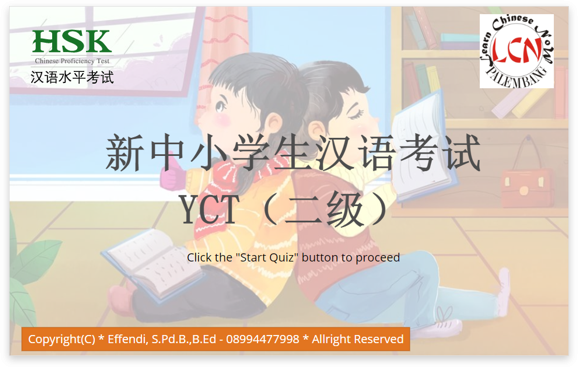 HSK
Chinese Proficiency Test
汉语水平考试
Learn Chinese Now
LCN
PALEMBANG
新中小学生汉语考试
YCT（二级）
Click the "Start Quiz" button to proceed
Copyright(C) * Effendi, S.Pd.B.,B.Ed - 08994477998 * Allright Reserved